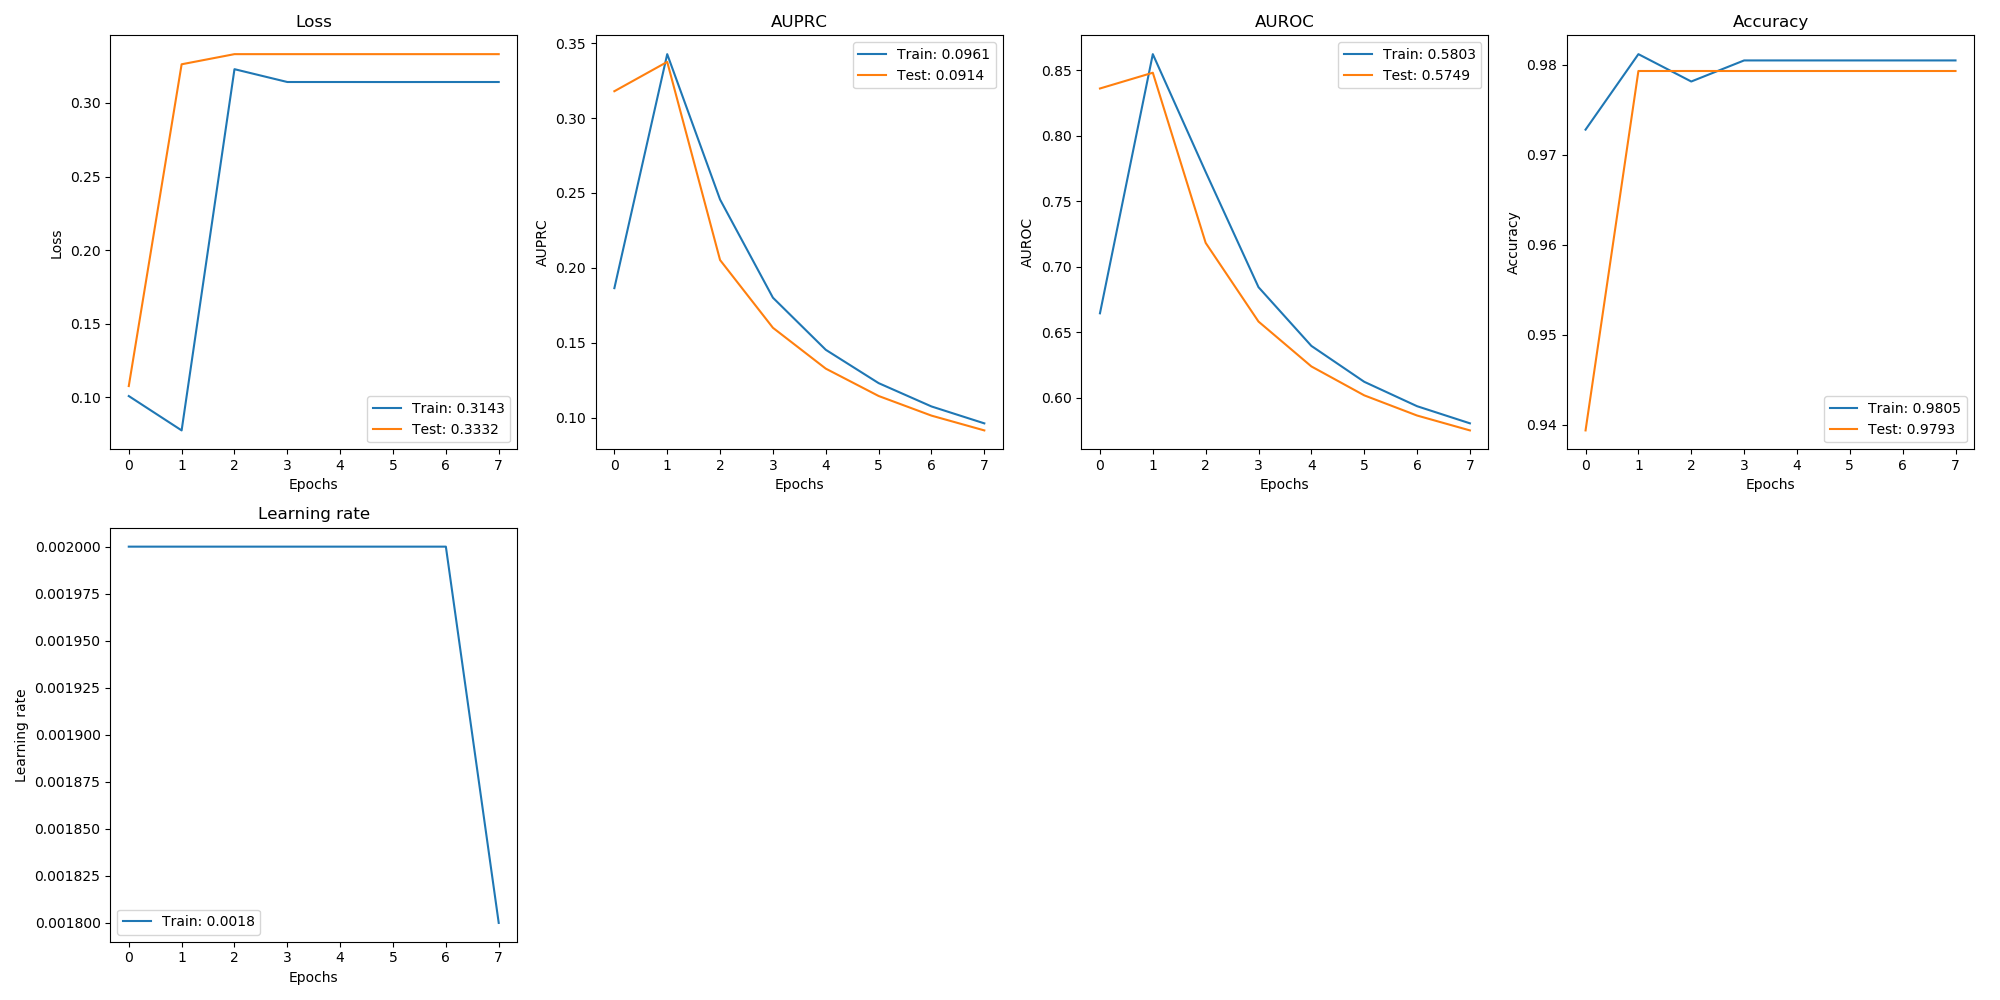 Loss
0.30
0.25
0.20
0.15
0.10
Loss
Train: 0.3143
Test: 0.3332
0 1 2 3 4 5 6 7
Epochs
AUPRC
0.35
0.30
0.25
0.20
0.15
0.10
AUPRC
Train: 0.0961
Test: 0.0914
0 1 2 3 4 5 6 7
Epochs
AUROC
0.85
0.80
0.75
0.70
0.65
0.60
AUROC
Train: 0.5803
Test: 0.5749
0 1 2 3 4 5 6 7
Epochs
Accuracy
0.98
0.97
0.96
0.95
0.94
Accuracy
Train: 0.9805
Test: 0.9793
0 1 2 3 4 5 6 7
Epochs
Learning rate
0.002000
0.001975
0.001950
0.001925
0.001900
0.001875
0.001850
0.001825
0.001800
Learning rate
Train: 0.0018
0 1 2 3 4 5 6 7
Epochs